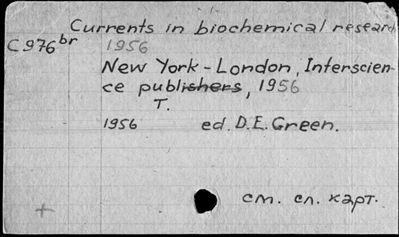 Currents in biochemical research
C976br 1956
New York-London, Interscien-
ce publishers, 1956
T.
1956 ed. D.E. Green.
см. сл. карт.